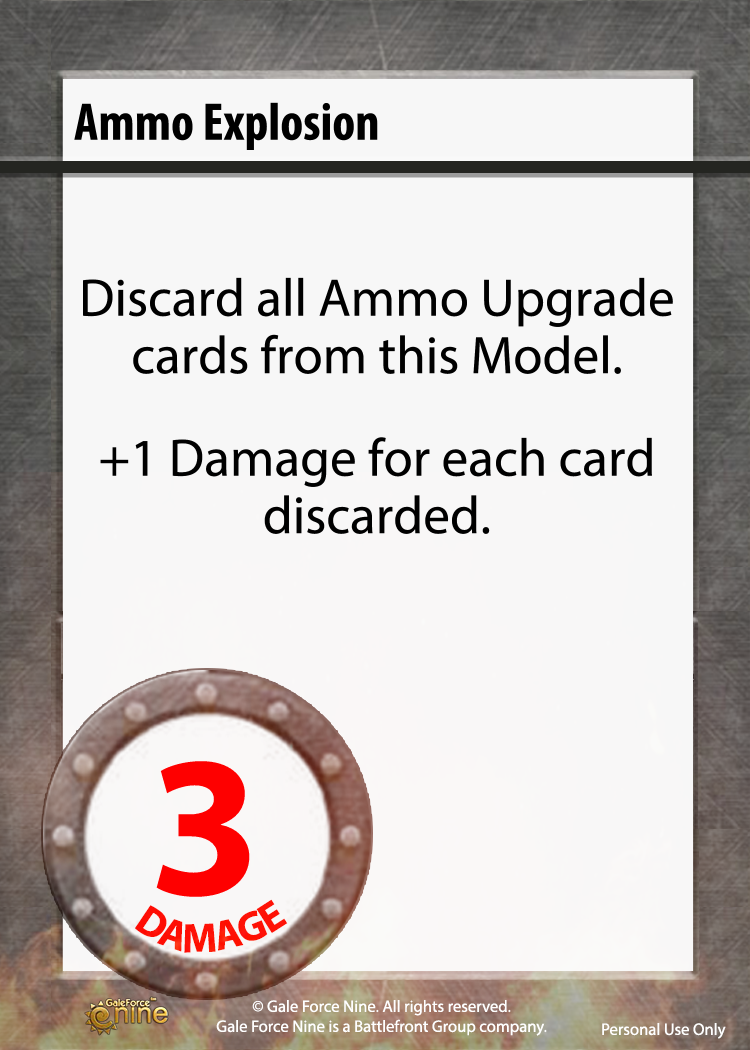 Ammo Explosion
Discard all Ammo Upgrade
cards from this Model.
+1 Damage for each card
discarded.
3
DAMAGE
GaleForce™
nine
© Gale Force Nine. All rights reserved.
Gale Force Nine is a Battlefront Group company.
Personal Use Only